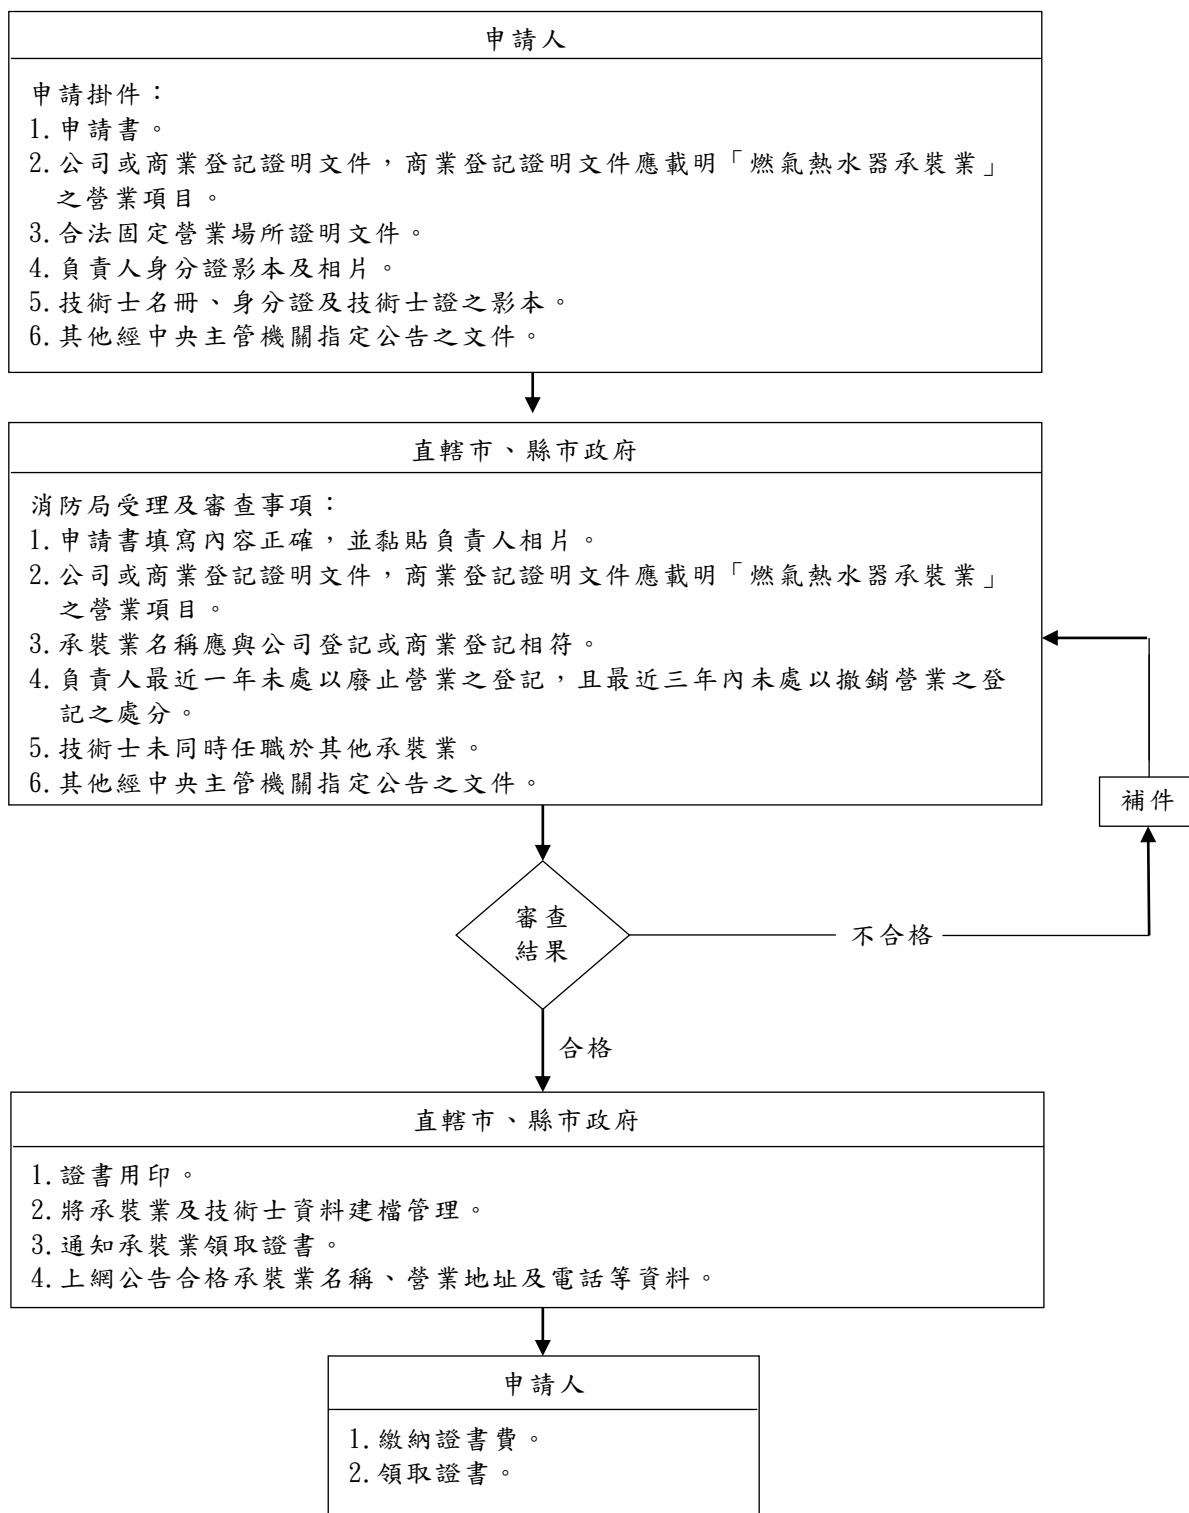 申請人
申請掛件：
1.申請書。
2.公司或商業登記證明文件，商業登記證明文件應載明「燃氣熱水器承裝業」
之營業項目。
3.合法固定營業場所證明文件。
4.負責人身分證影本及相片。
5.技術士名冊、身分證及技術士證之影本。
6.其他經中央主管機關指定公告之文件。
直轄市、縣市政府
消防局受理及審查事項：
1.申請書填寫內容正確，並黏貼負責人相片。
2.公司或商業登記證明文件，商業登記證明文件應載明「燃氣熱水器承裝業」
之營業項目。
3.承裝業名稱應與公司登記或商業登記相符。
4.負責人最近一年未處以廢止營業之登記，且最近三年內未處以撤銷營業之登
記之處分。
5.技術士未同時任職於其他承裝業。
6.其他經中央主管機關指定公告之文件。
補件
審查
結果
不合格
合格
直轄市、縣市政府
1.證書用印。
2.將承裝業及技術士資料建檔管理。
3.通知承裝業領取證書。
4.上網公告合格承裝業名稱、營業地址及電話等資料。
申請人
1.繳納證書費。
2.領取證書。